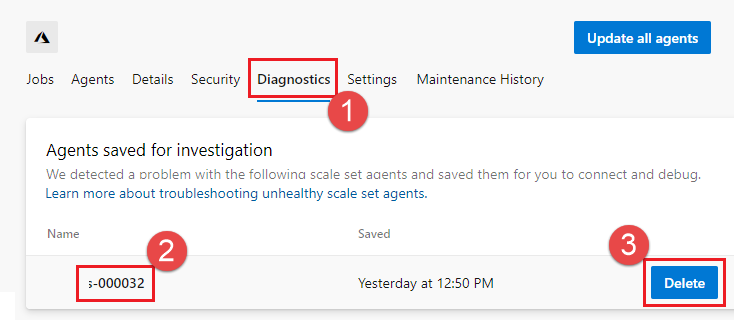 Update all agents
Jobs Agents Details Security Diagnostics Settings Maintenance History
1
Agents saved for investigation
We detected a problem with the following scale set agents and saved them for you to connect and debug.
Learn more about troubleshooting unhealthy scale set agents.
Name Saved
2 3
s-000032 Yesterday at 12:50 PM Delete